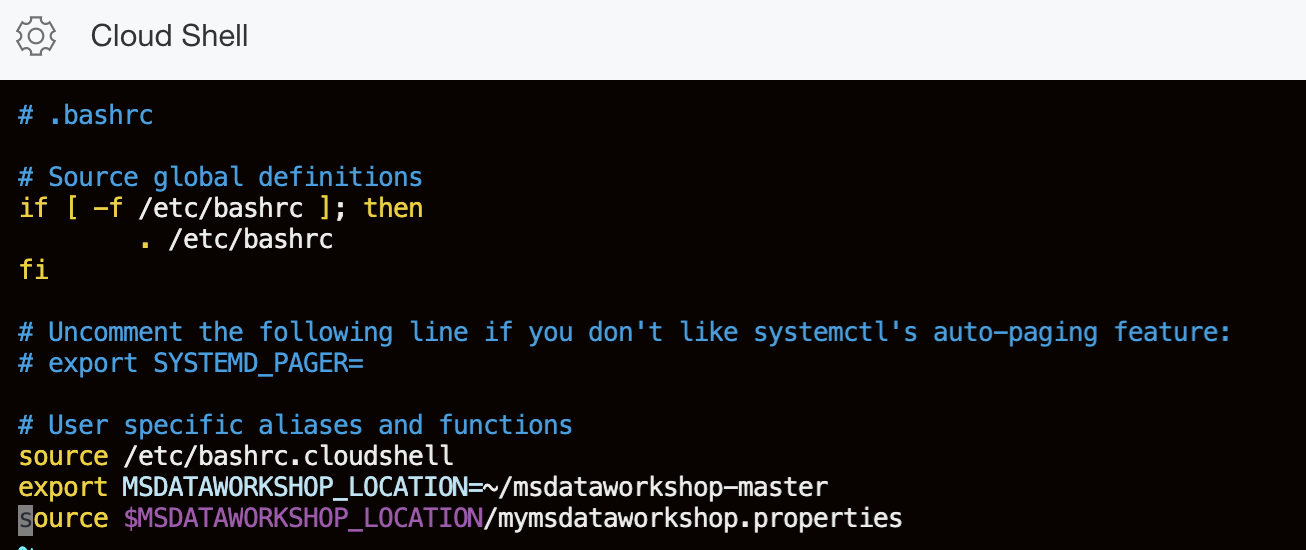 Cloud Shell
# .bashrc
# Source global definitions
if [ -f /etc/bashrc ]; then
. /etc/bashrc
fi
# Uncomment the following line if you don't like systemctl's auto-paging feature:
# export SYSTEMD_PAGER=
# User specific aliases and functions
source /etc/bashrc.cloudshell
export MSDATAWORKSHOP_LOCATION=~/msdataworkshop-master
source $MSDATAWORKSHOP_LOCATION/mymsdataworkshop.properties